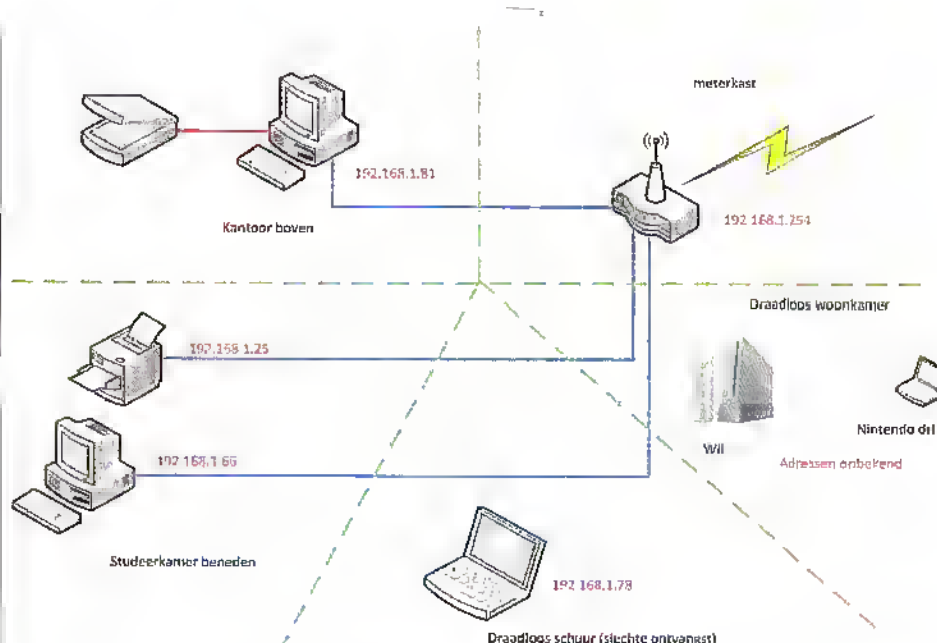 meterkast
192.168.1.81
Kantoor boven
192 168.1.254
Draadloos woonkamer
192.168 1.25
Nintendo
Wil
Adressen onbekend
192 168.1 66
Studeerkamer beneden
192 168.1.78
Draadloos schuur (slechte ontvangst)